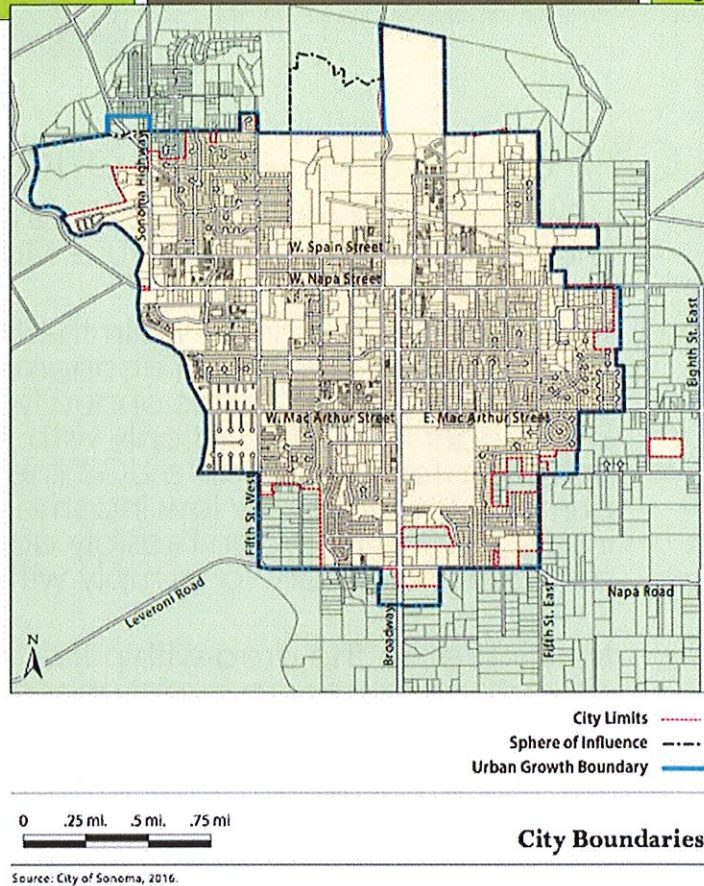 Sonoma Highway
W. Spain Street
W. Napa Street
Eighth St. East
W. Mac Arthur Street
E. Mac Arthur Street
Fifth St. West
Leveroni Road
Broadway
Fifth St. East
Napa Road
N
City Limits
Sphere of Influence
Urban Growth Boundary
0 .25 mi. .5 mi. .75 mi
City Boundaries
Source: City of Sonoma, 2016.